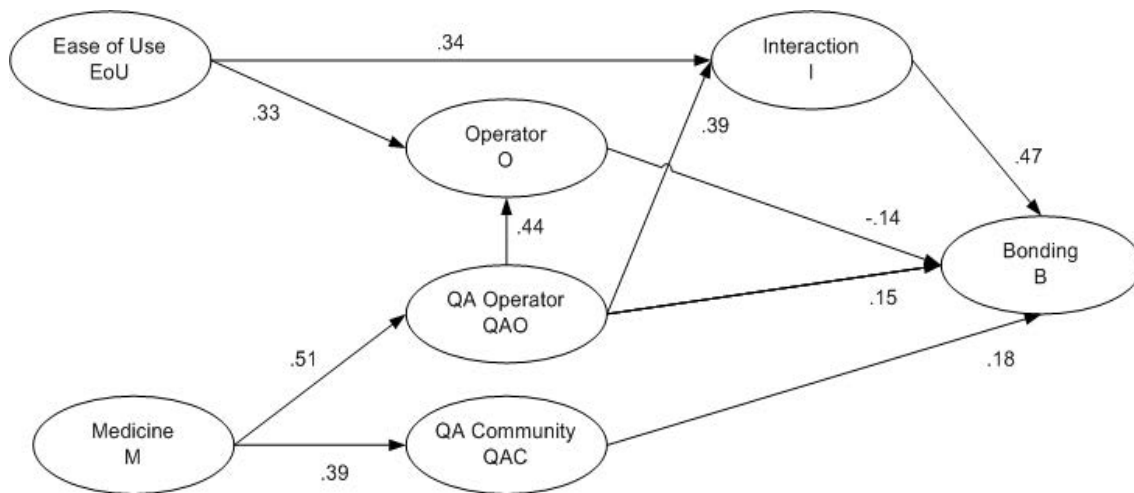 Ease of Use
EoU
.34
Interaction
I
.33
Operator
O
.39
.47
.44
-.14
Bonding
B
QA Operator
QAO
.15
.51
.18
Medicine
M
QA Community
QAC
.39